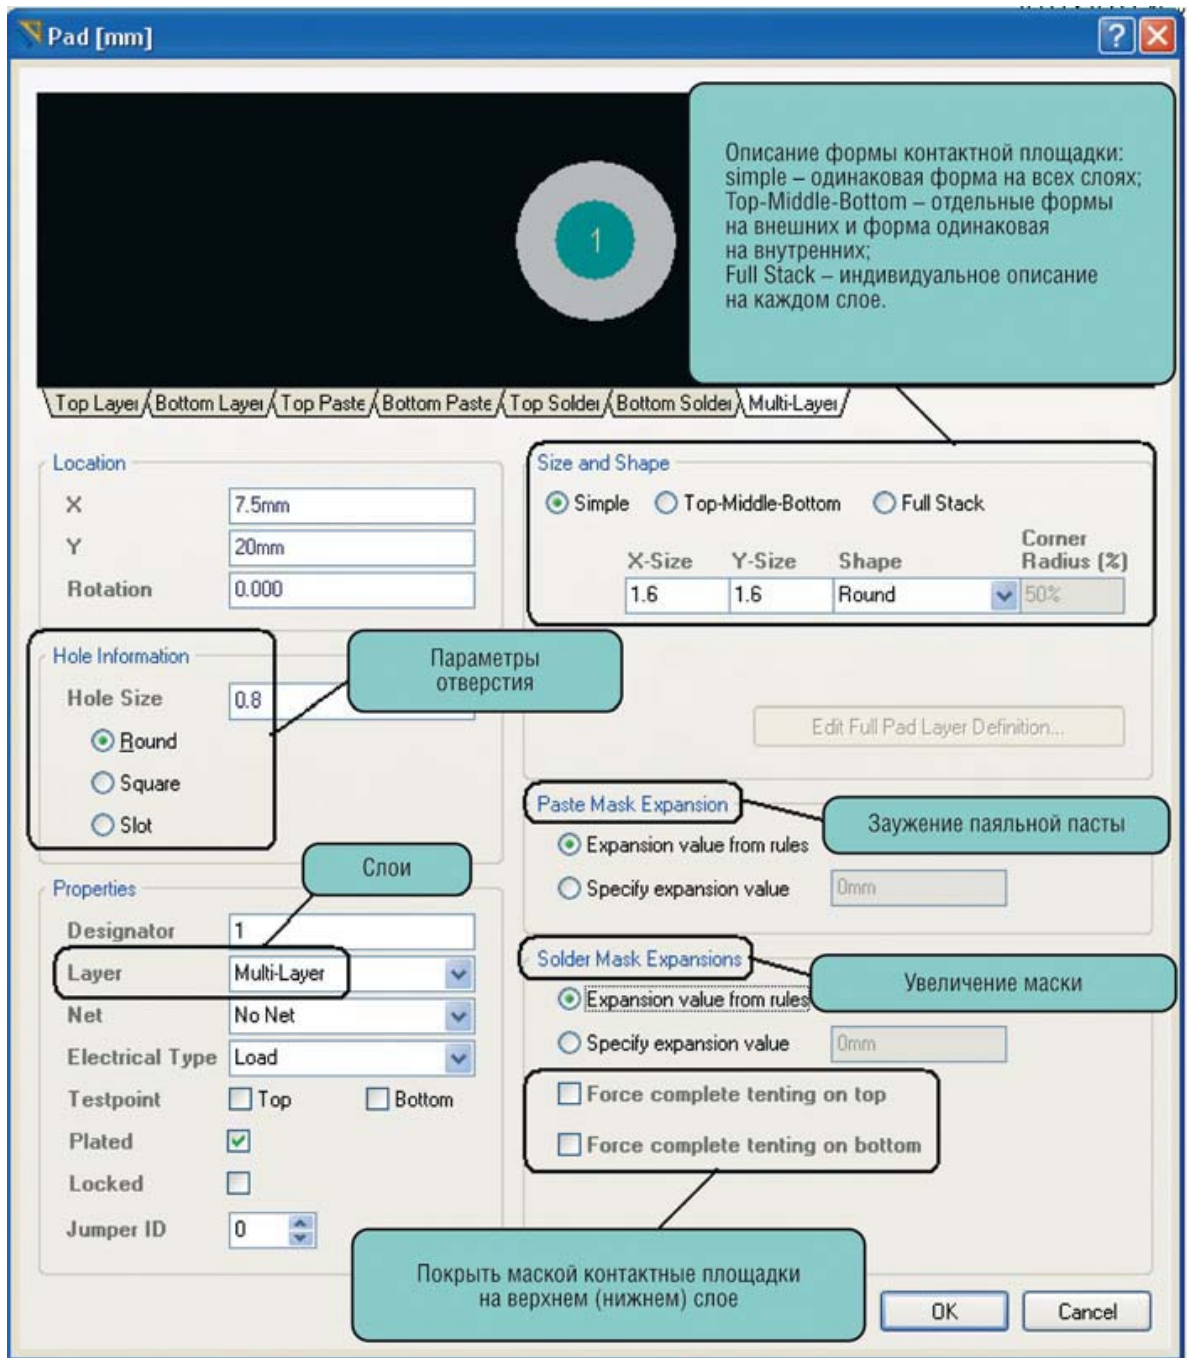 Pad [mm]
Описание формы контактной площадки:
simple – одинаковая форма на всех слоях;
Top-Middle-Bottom – отдельные формы
на внешних и форма одинаковая
на внутренних;
Full Stack – индивидуальное описание
на каждом слое.
1
Top Layer Bottom Layer Top Paste Bottom Paste Top Solder Bottom Solder Multi-Layer
Location
X 7.5mm
Y 20mm
Rotation 0.000
Size and Shape
Simple Top-Middle-Bottom Full Stack
X-Size Y-Size Shape Corner Radius (%)
1.6 1.6 Round 50%
Edit Full Pad Layer Definition...
Hole Information
Параметры
отверстия
Hole Size 0.8
Round
Square
Slot
Paste Mask Expansion
Заужение паяльной пасты
Expansion value from rules
Specify expansion value 0mm
Слои
Properties
Designator 1
Layer Multi-Layer
Net No Net
Electrical Type Load
Testpoint Top Bottom
Plated
Locked
Jumper ID 0
Solder Mask Expansions
Увеличение маски
Expansion value from rules
Specify expansion value 0mm
Force complete tenting on top
Force complete tenting on bottom
Покрыть маской контактные площадки
на верхнем (нижнем) слое
OK Cancel